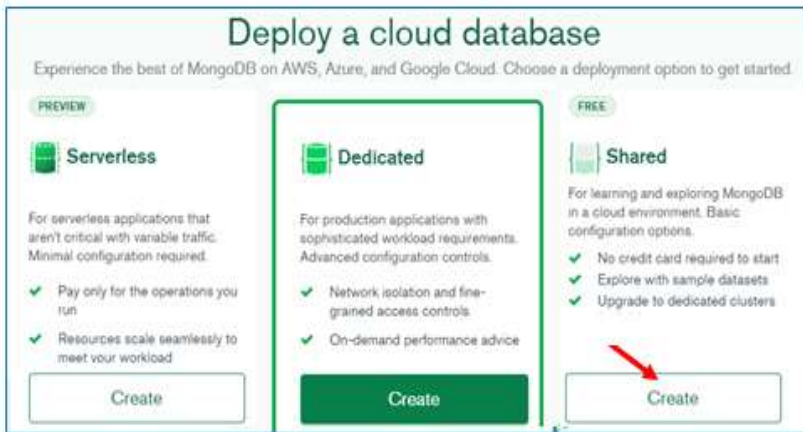 Deploy a cloud database
Experience the best of MongoDB on AWS, Azure, and Google Cloud. Choose a deployment option to get started.
PREVIEW
Serverless
For serverless applications that
aren't critical with variable traffic.
Minimal configuration required.
Pay only for the operations you
run
Resources scale seamlessly to
meet your workload
Create
Dedicated
For production applications with
sophisticated workload requirements.
Advanced configuration controls.
Network isolation and fine-
grained access controls
On-demand performance advice
Create
FREE
Shared
For learning and exploring MongoDB
in a cloud environment. Basic
configuration options.
No credit card required to start
Explore with sample datasets
Upgrade to dedicated clusters
Create